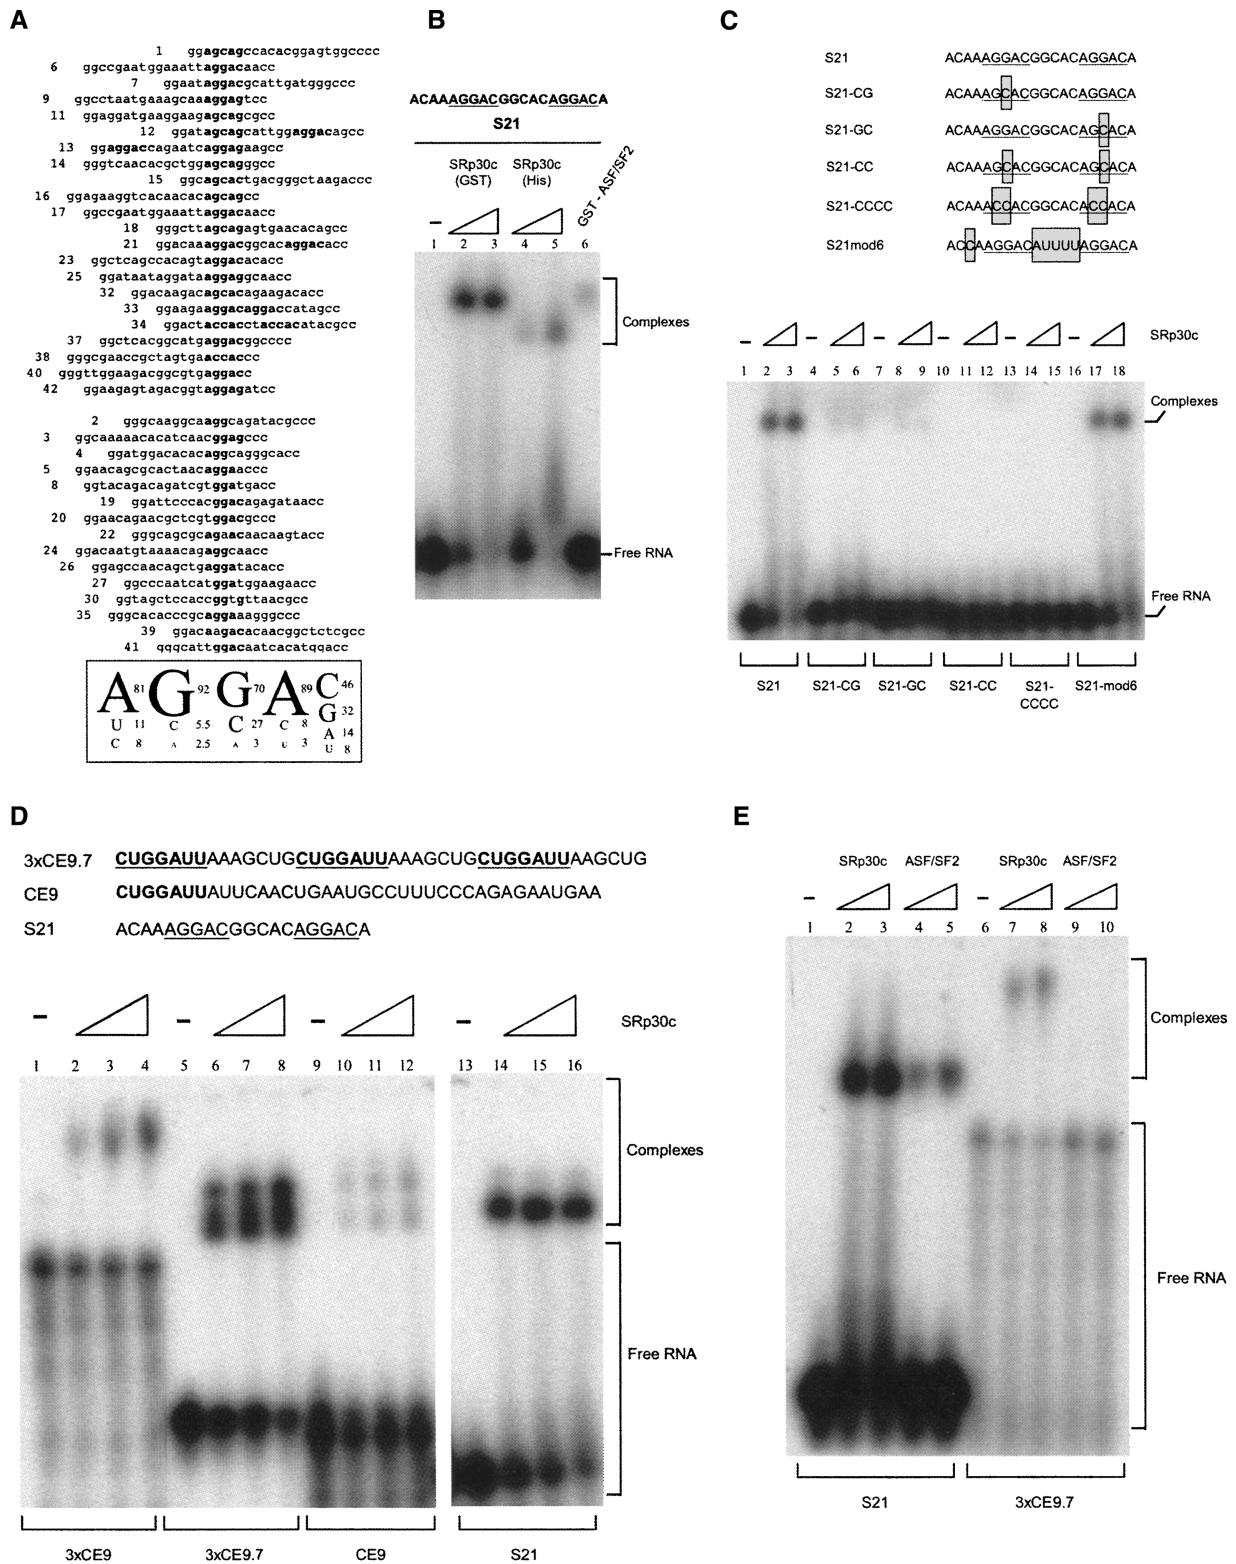 A
1 ggagcagccacacggagtggcccc
6 ggccgaatggaaattaggacaacc
7 ggaataggacgcattgatgggccc
9 ggcctaatgaaagcaaaggagtcc
11 ggaggatgaaggaagagcagcgcc
12 ggatagcagcattggaggacagcc
13 ggaggaccagaatcaggagaagcc
14 gggtcaacacgctggagcagggcc
15 ggcagcactgacgggctaagaccc
16 ggagaaggtcacaacacagcagcc
17 ggccgaatggaaattaggacaacc
18 gggcttagcagagtgaacacagcc
21 ggacaaaggacggcacaggacacc
23 ggctcagccacagtaggacacacc
25 ggataataggataaggaggcaacc
32 ggacaagacagcacagaagacacc
33 ggaagaaggacaggaccatagcc
34 ggactaccacctaccacatacgcc
37 ggctcacggcatgaggacggcccc
38 gggcgaaccgctagtgaaccaccc
40 gggttggaagacggcgtgaggacc
42 ggaagagtagacggtaggagatcc
2 gggcaaggcaaggcagatacgccc
3 ggcaaaaacacatcaacggagccc
4 ggatggacacacaggcagggcacc
5 ggaacagcgcactaacaggaaccc
8 ggtacagacagatcgtggatgacc
19 ggattcccacggacagagataacc
20 ggaacagaacgctcgtggacgccc
22 gggcagcgcagaacaacaagtacc
24 ggacaatgtaaaacagaggcaacc
26 ggagccaacagctgaggatacacc
27 ggcccaatcatggatggaagaacc
30 ggtagctccaccggtgttaacgcc
35 gggcacacccgcaggaaagggccc
39 ggacaagacacaacggctctcgcc
41 gggcattggacaatcacatggacc
A 81 G 92 G 70 A 89 C 46
U 11 C 5.5 C 27 C 8 G 32
C 8 A 2.5 A 3 U 3 A 14
U 8
B
ACAAAGGACGGCACAGGACA
S21
SRp30c (GST) SRp30c (His) GST - ASF/SF2
–
1 2 3 4 5 6
Complexes
Free RNA
C
S21 ACAAAGGACGGCACAGGACA
S21-CG ACAAAGCACGGCACAGGACA
S21-GC ACAAAGGACGGCACAGCACA
S21-CC ACAAAGCACGGCACAGCACA
S21-CCCC ACAAACCACGGCACACCACA
S21mod6 ACCAAGGACAUUUUAGGACA
– – – – – – SRp30c
1 2 3 4 5 6 7 8 9 10 11 12 13 14 15 16 17 18
Complexes
Free RNA
S21 S21-CG S21-GC S21-CC S21-CCCC S21-mod6
D
3xCE9.7 CUGGAUUAAAGCUGCUGGAUUAAAGCUGCUGGAUUAAGCUG
CE9 CUGGAUUAUUCAACUGAAUGCCUUUCCCAGAGAAUGAA
S21 ACAAAGGACGGCACAGGACA
– – – – SRp30c
1 2 3 4 5 6 7 8 9 10 11 12 13 14 15 16
Complexes
Free RNA
3xCE9 3xCE9.7 CE9 S21
E
SRp30c ASF/SF2 SRp30c ASF/SF2
– –
1 2 3 4 5 6 7 8 9 10
Complexes
Free RNA
S21 3xCE9.7